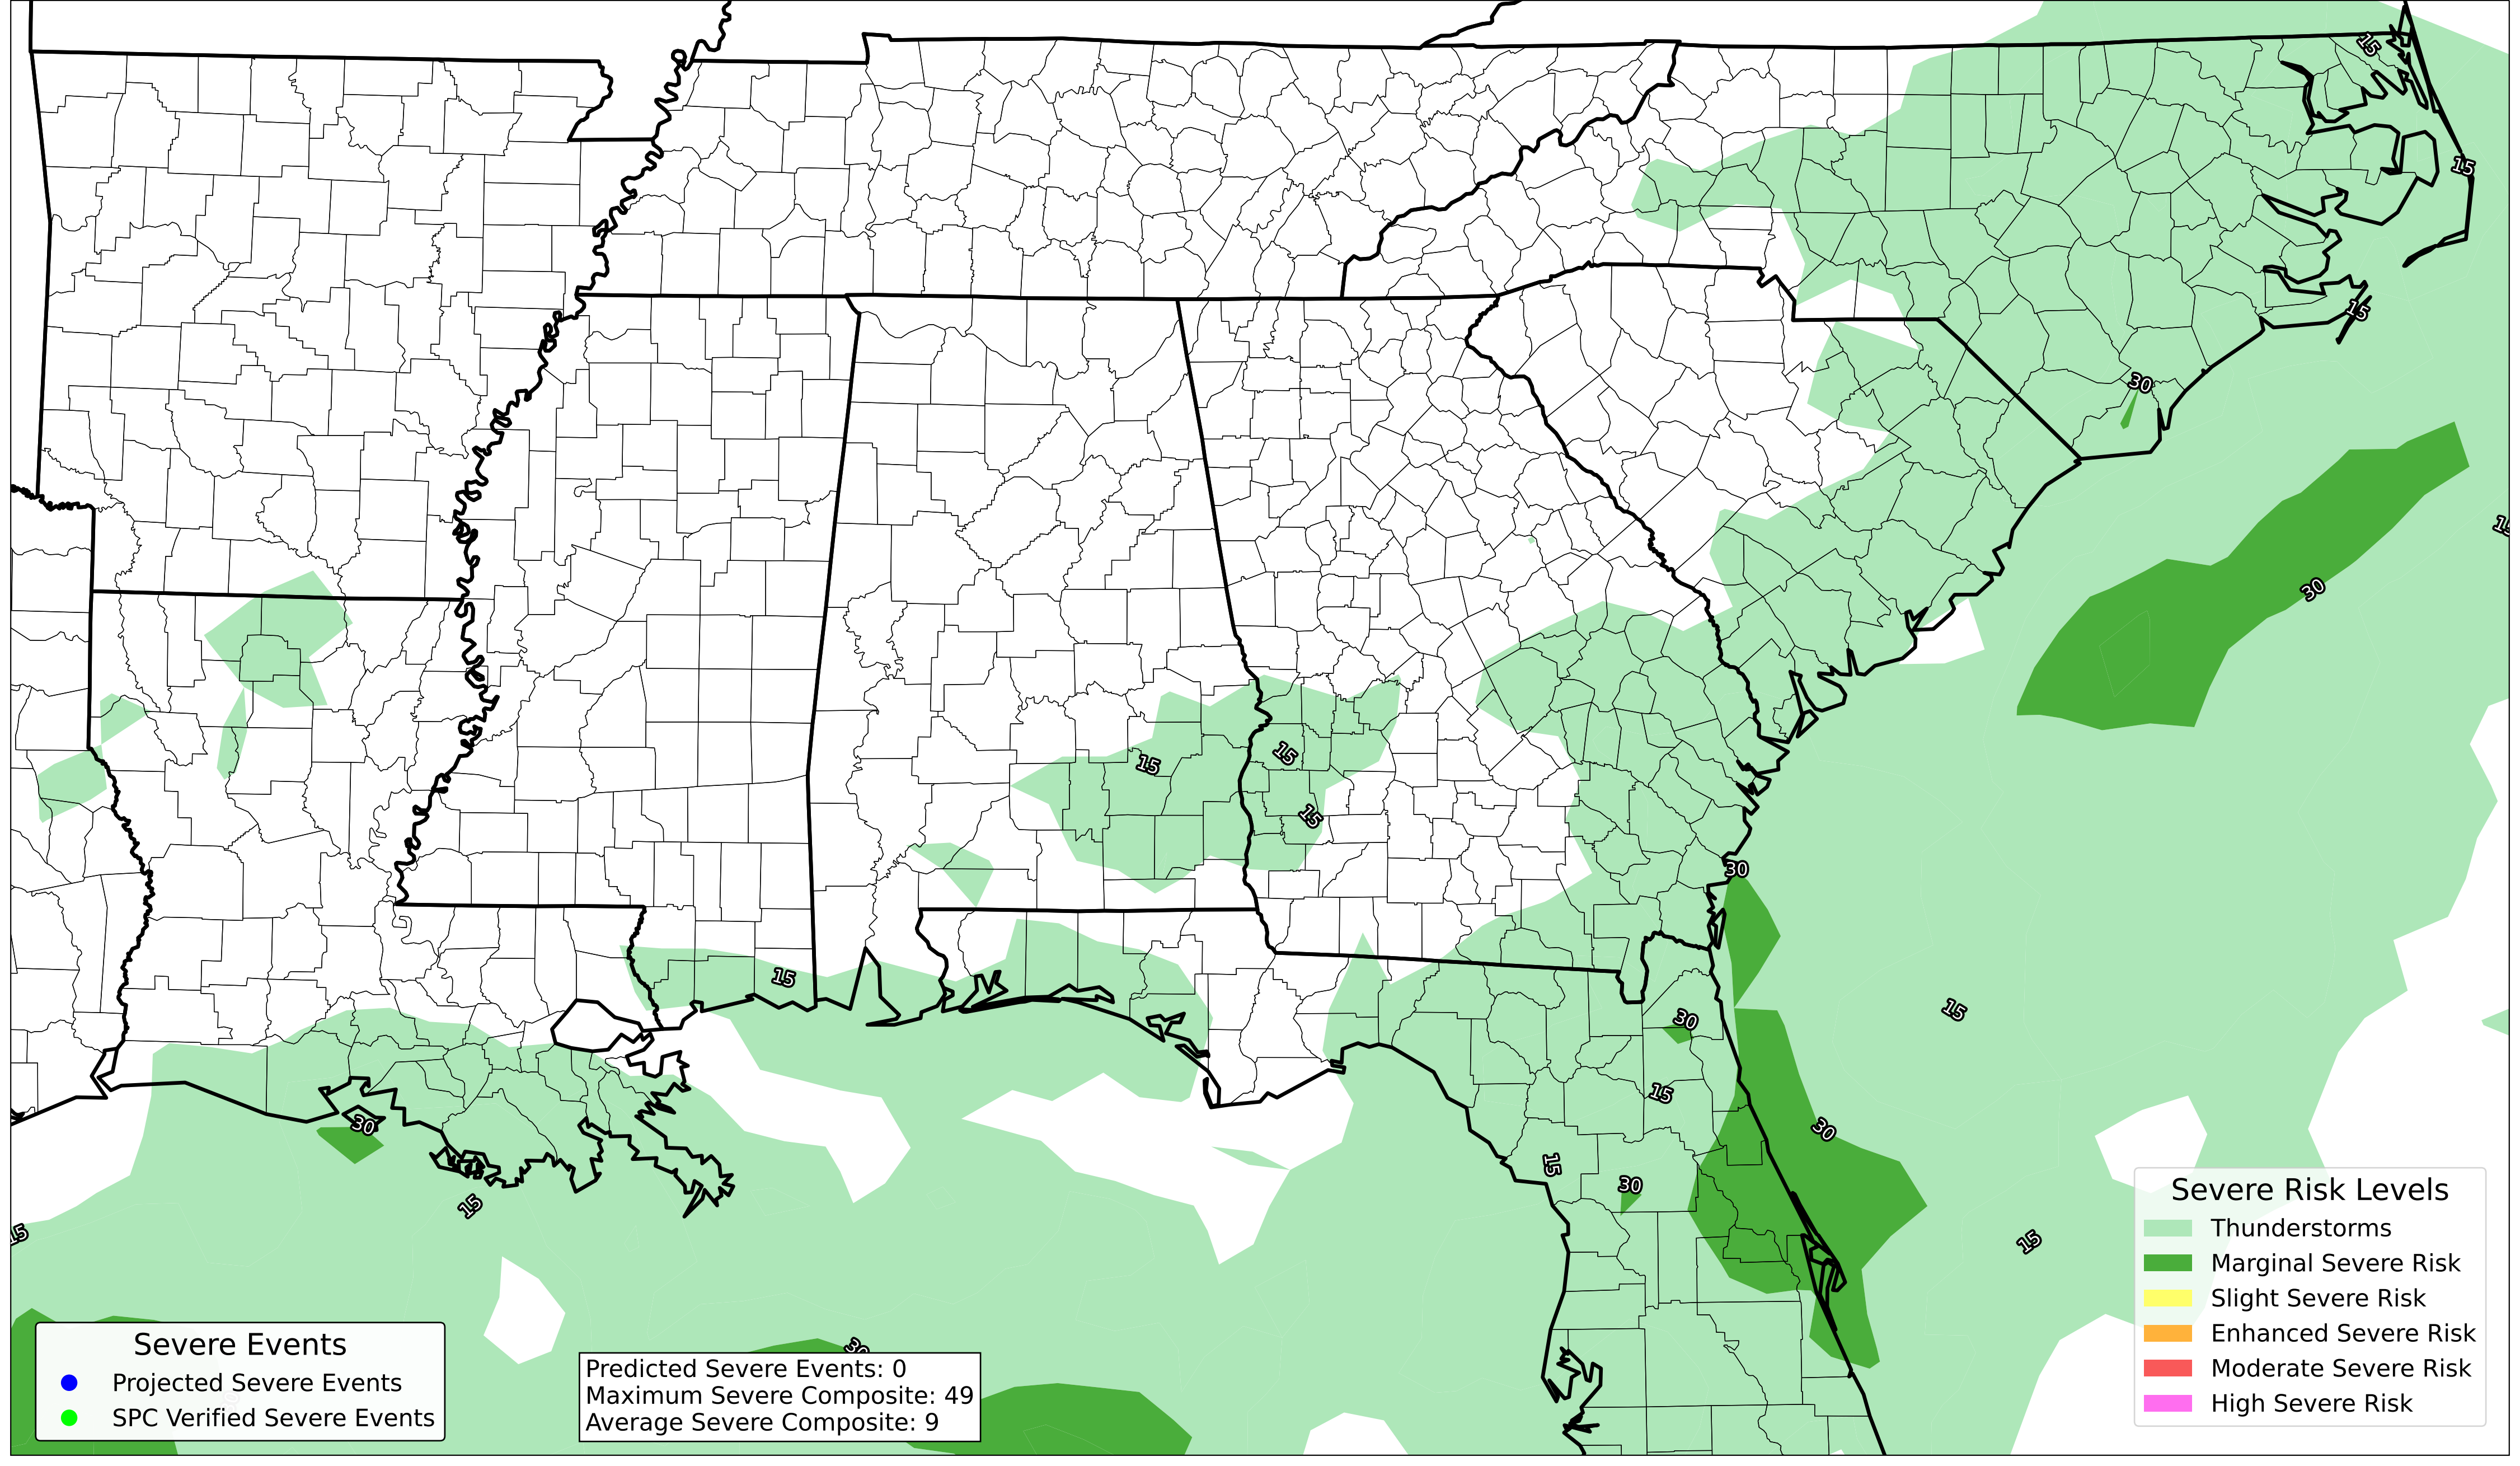 15
15
15
30
15
30
15
15
15
30
15
15
30
30
15
30
30
15
30
15
15
15
30
Severe Risk Levels
Thunderstorms
Marginal Severe Risk
Slight Severe Risk
Enhanced Severe Risk
Moderate Severe Risk
High Severe Risk
Severe Events
Projected Severe Events
SPC Verified Severe Events
Predicted Severe Events: 0
Maximum Severe Composite: 49
Average Severe Composite: 9